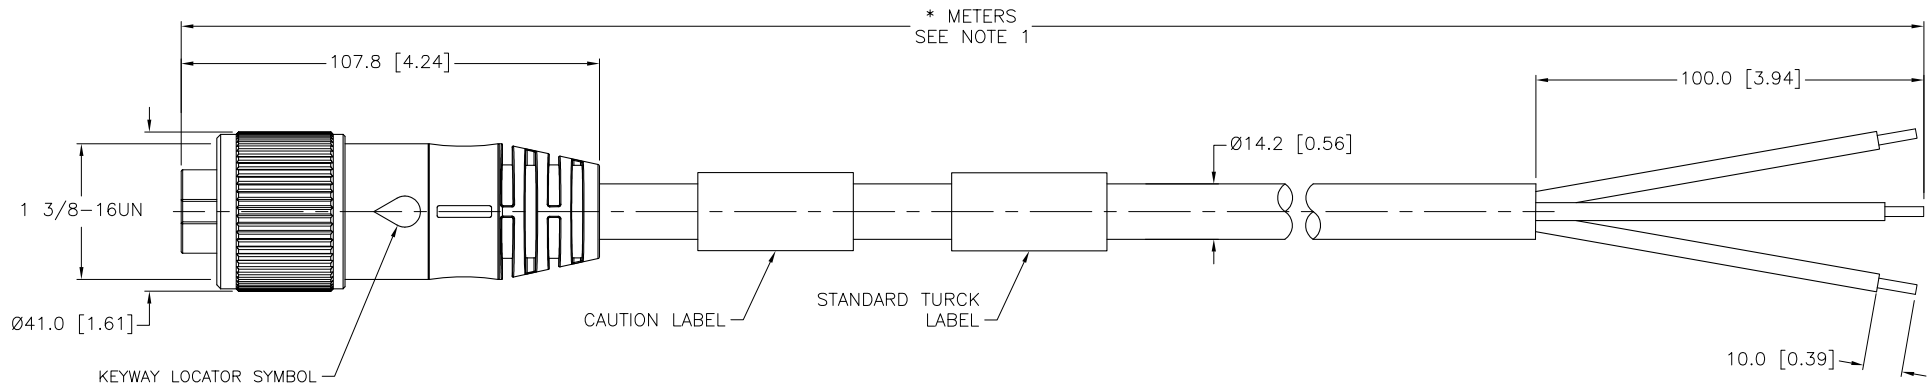 * METERS
SEE NOTE 1
107.8 [4.24]
100.0 [3.94]
Ø14.2 [0.56]
1 3/8-16UN
STANDARD TURCK
LABEL
CAUTION LABEL
Ø41.0 [1.61]
10.0 [0.39]
KEYWAY LOCATOR SYMBOL